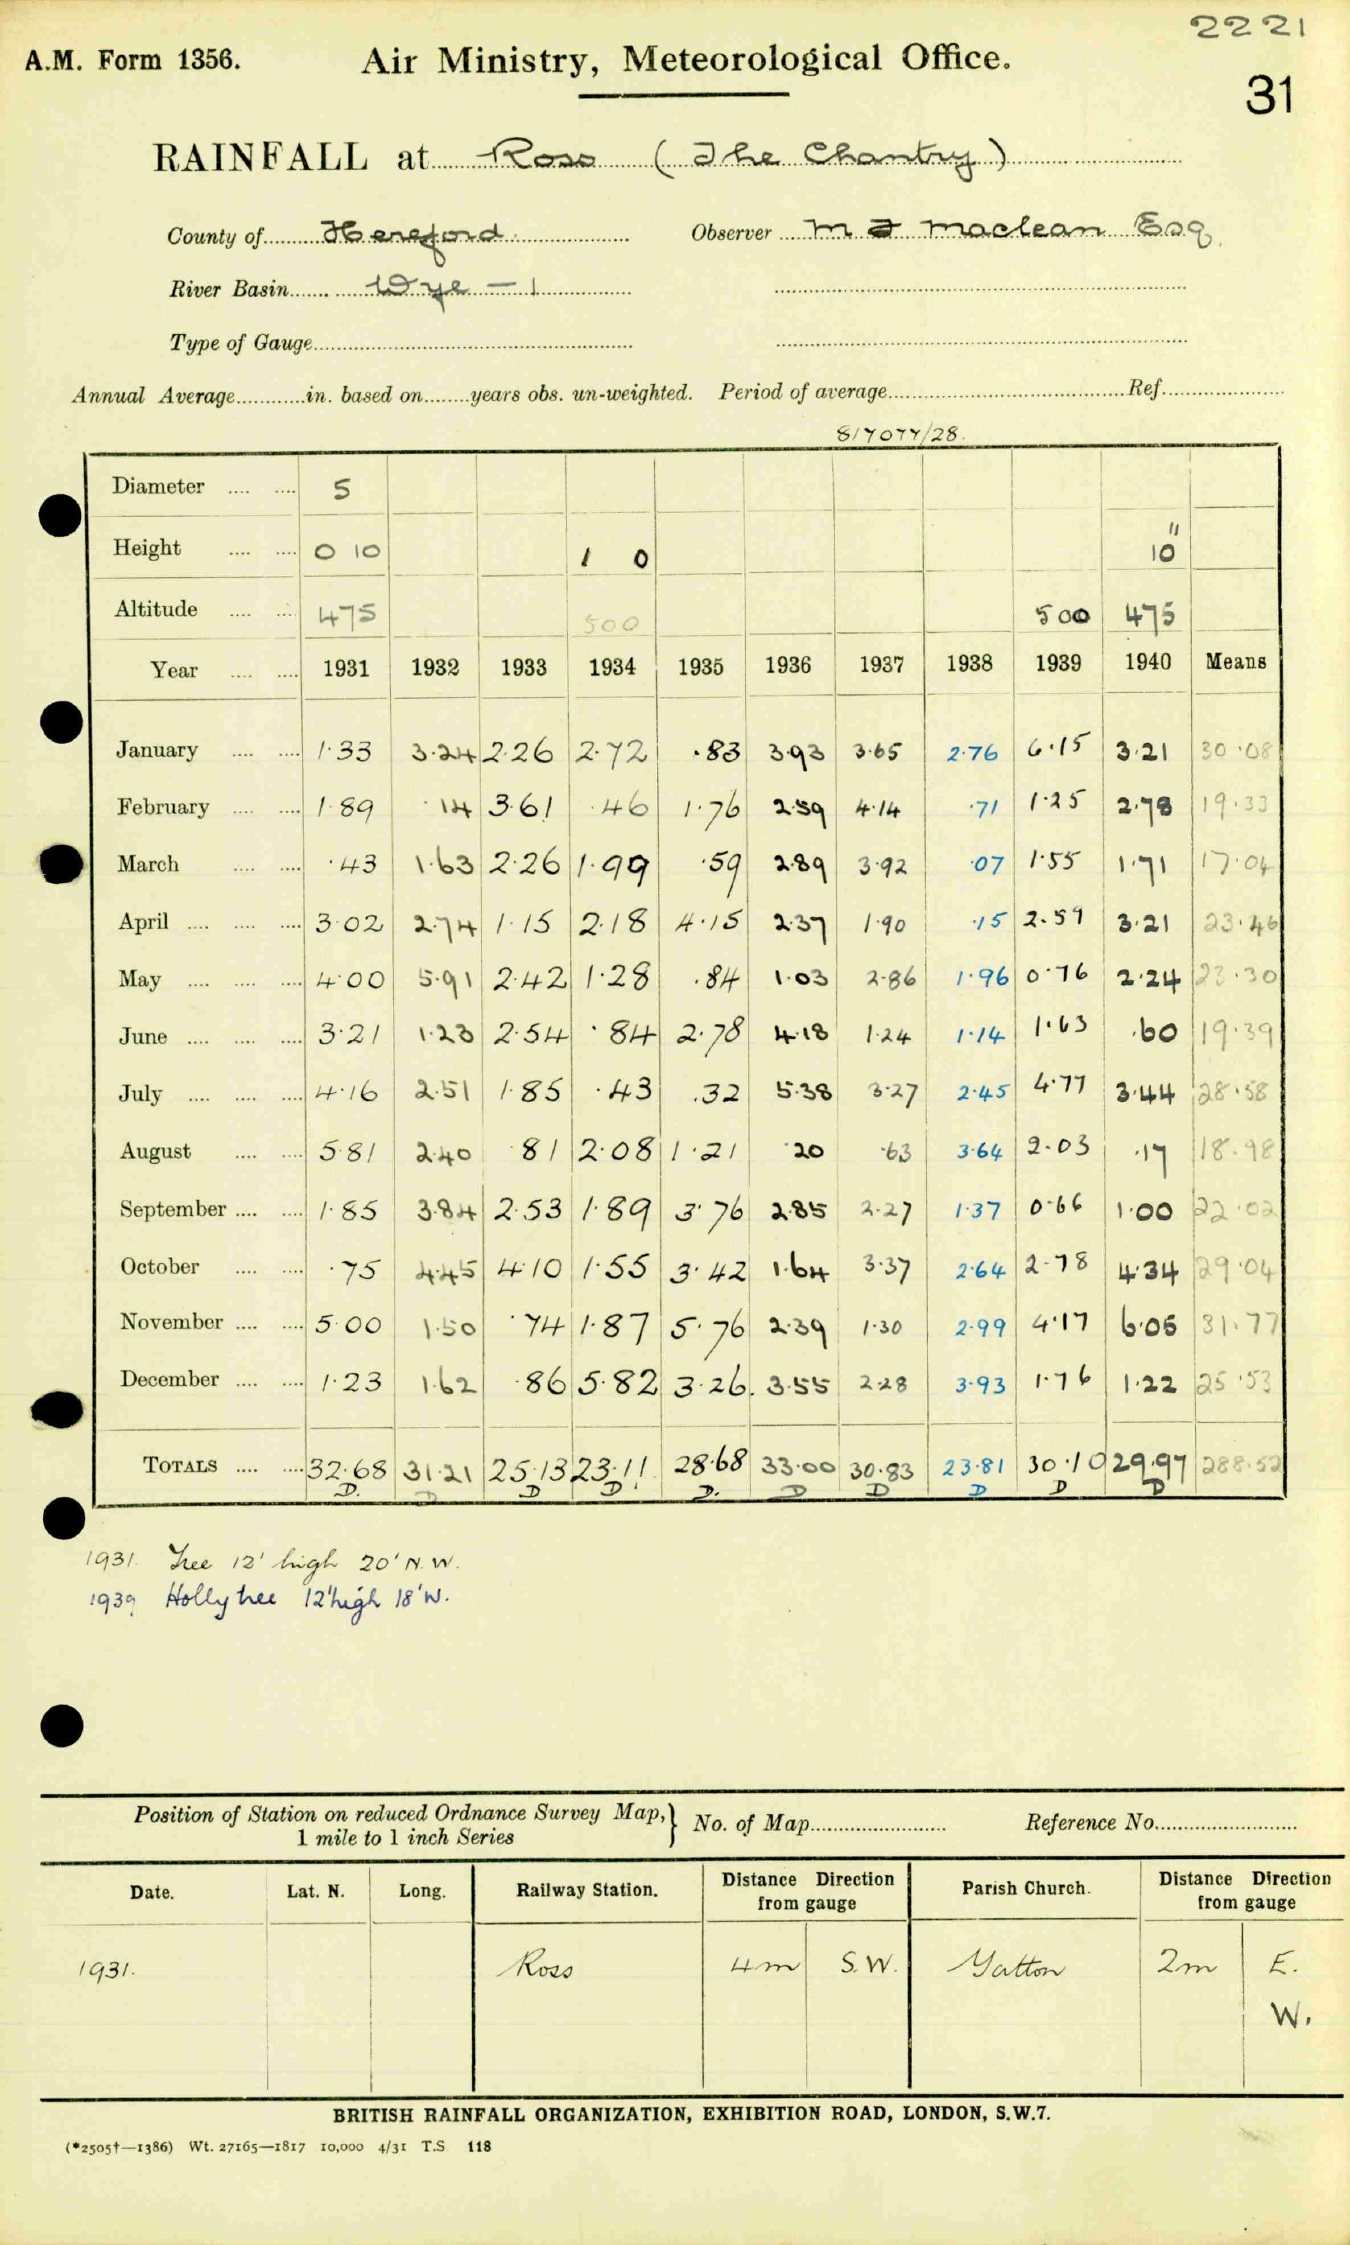 2221
A.M. Form 1356. Air Ministry, Meteorological Office.
31
RAINFALL at Ross (The Chantry)
County of Hereford Observer M J Maclean Esq.
River Basin Wye - 1
Type of Gauge
Annual Average in. based on years obs. un-weighted. Period of average Ref.
817077/28.
Diameter 5
Height 0 10 1 0 10"
Altitude 475 500 500 475
Year 1931 1932 1933 1934 1935 1936 1937 1938 1939 1940 Means
January 1.33 3.24 2.26 2.72 .83 3.93 3.65 2.76 6.15 3.21 30.08
February 1.89 .14 3.61 .46 1.76 2.59 4.14 .71 1.25 2.78 19.33
March .43 1.63 2.26 1.99 .59 2.89 3.92 .07 1.55 1.71 17.04
April 3.02 2.74 1.15 2.18 4.15 2.37 1.90 .15 2.59 3.21 23.46
May 4.00 5.91 2.42 1.28 .84 1.03 2.86 1.96 0.76 2.24 23.30
June 3.21 1.23 2.54 .84 2.78 4.18 1.24 1.14 1.63 .60 19.39
July 4.16 2.51 1.85 .43 .32 5.38 3.27 2.45 4.77 3.44 28.58
August 5.81 2.40 .81 2.08 1.21 .20 .63 3.64 2.03 .17 18.98
September 1.85 3.84 2.53 1.89 3.76 2.85 2.27 1.37 0.66 1.00 22.02
October .75 4.45 4.10 1.55 3.42 1.64 3.37 2.64 2.78 4.34 29.04
November 5.00 1.50 .74 1.87 5.76 2.39 1.30 2.99 4.17 6.05 31.77
December 1.23 1.62 .86 5.82 3.26. 3.55 2.28 3.93 1.76 1.22 25.53
TOTALS 32.68 31.21 25.13 23.11 28.68 33.00 30.83 23.81 30.10 29.97 288.52
D. D D D D. D D D D D
1931. Tree 12' high 20' N.W.
1939 Holly tree 12' high 18' W.
Position of Station on reduced Ordnance Survey Map, } No. of Map Reference No.
1 mile to 1 inch Series
Date. Lat. N. Long. Railway Station. Distance Direction from gauge Parish Church. Distance Direction from gauge
1931. Ross 4m S.W. Yatton 2m E.
W.
BRITISH RAINFALL ORGANIZATION, EXHIBITION ROAD, LONDON, S.W.7.
(*2505†—1386) Wt. 27165—1817 10,000 4/31 T.S 118